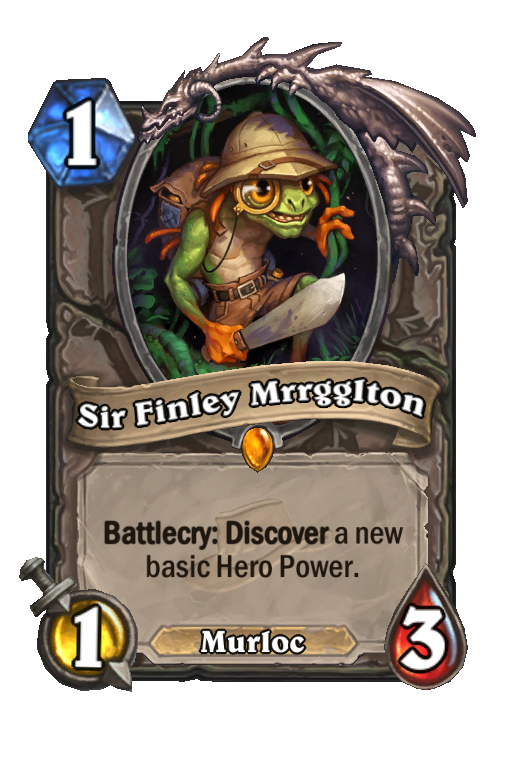 1
Sir Finley Mrrgglton
Battlecry: Discover a new
basic Hero Power.
1
Murloc
3